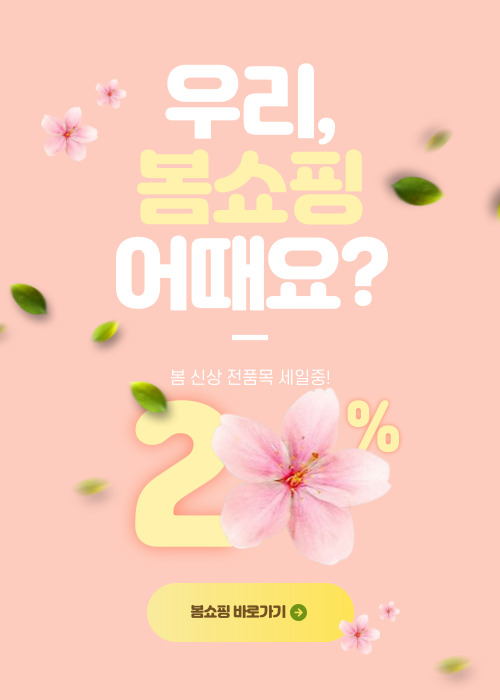 우리,
봄쇼핑
어때요?
봄 신상 전품목 세일중!
2 %
봄쇼핑 바로가기